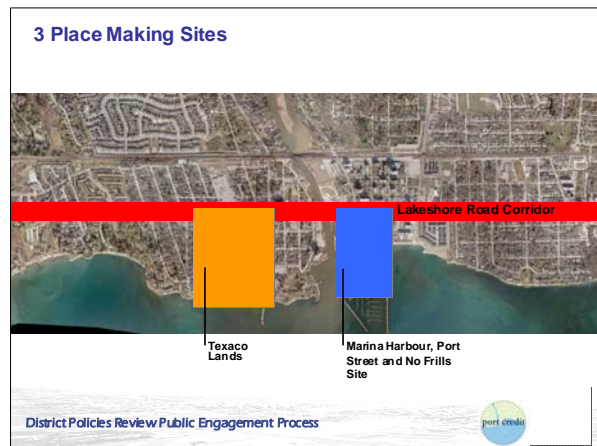 3 Place Making Sites
Lakeshore Road Corridor
Texaco
Lands
Marina Harbour, Port
Street and No Frills
Site
District Policies Review Public Engagement Process
port credit